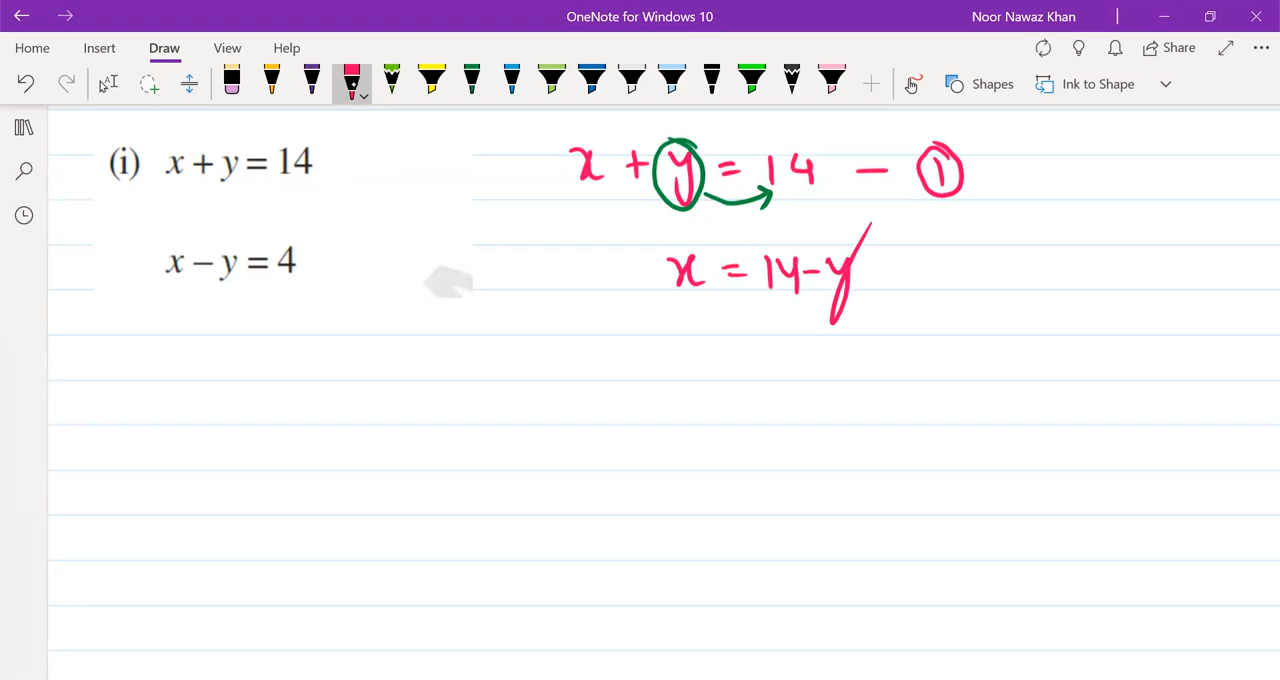 OneNote for Windows 10
Noor Nawaz Khan
Home Insert Draw View Help
Share
Shapes
Ink to Shape
(i) x + y = 14
x − y = 4
x + y = 14 − ①
x = 14 − y